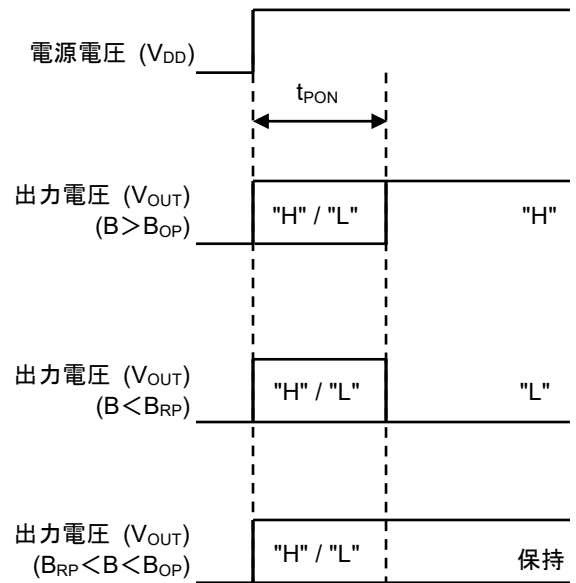 電源電圧 (VDD)
tPON
出力電圧 (VOUT)
(B＞BOP)
"H" / "L"
"H"
出力電圧 (VOUT)
(B＜BRP)
"H" / "L"
"L"
出力電圧 (VOUT)
(BRP＜B＜BOP)
"H" / "L"
保持